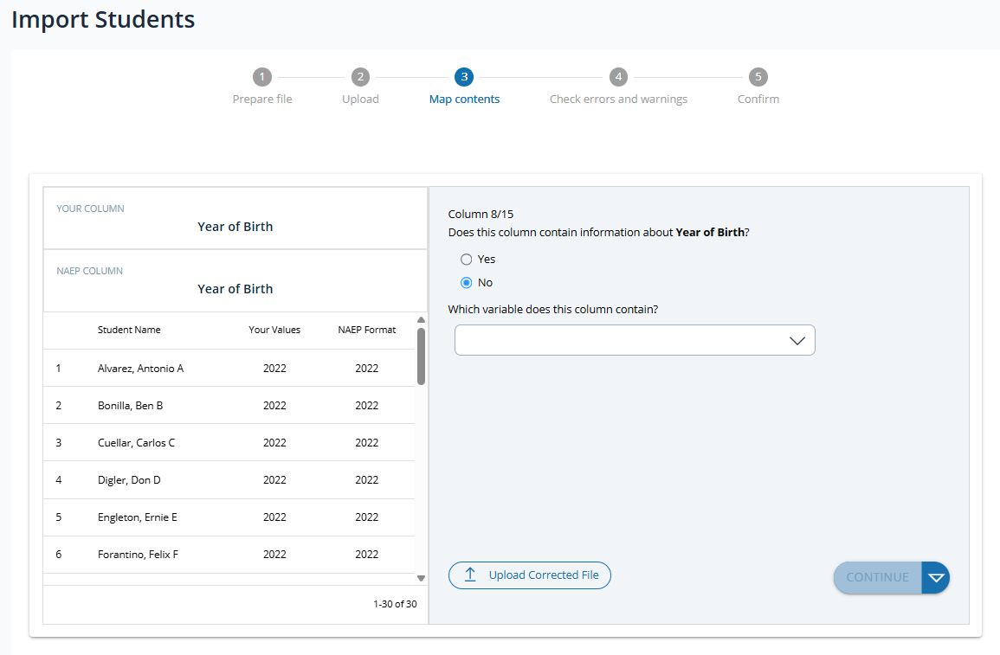 Import Students
1 2 3 4 5
Prepare file Upload Map contents Check errors and warnings Confirm
YOUR COLUMN
Year of Birth
NAEP COLUMN
Year of Birth
Student Name Your Values NAEP Format
1 Alvarez, Antonio A 2022 2022
2 Bonilla, Ben B 2022 2022
3 Cuellar, Carlos C 2022 2022
4 Digler, Don D 2022 2022
5 Engleton, Ernie E 2022 2022
6 Forantino, Felix F 2022 2022
1-30 of 30
Column 8/15
Does this column contain information about Year of Birth?
Yes
No
Which variable does this column contain?
Upload Corrected File
CONTINUE